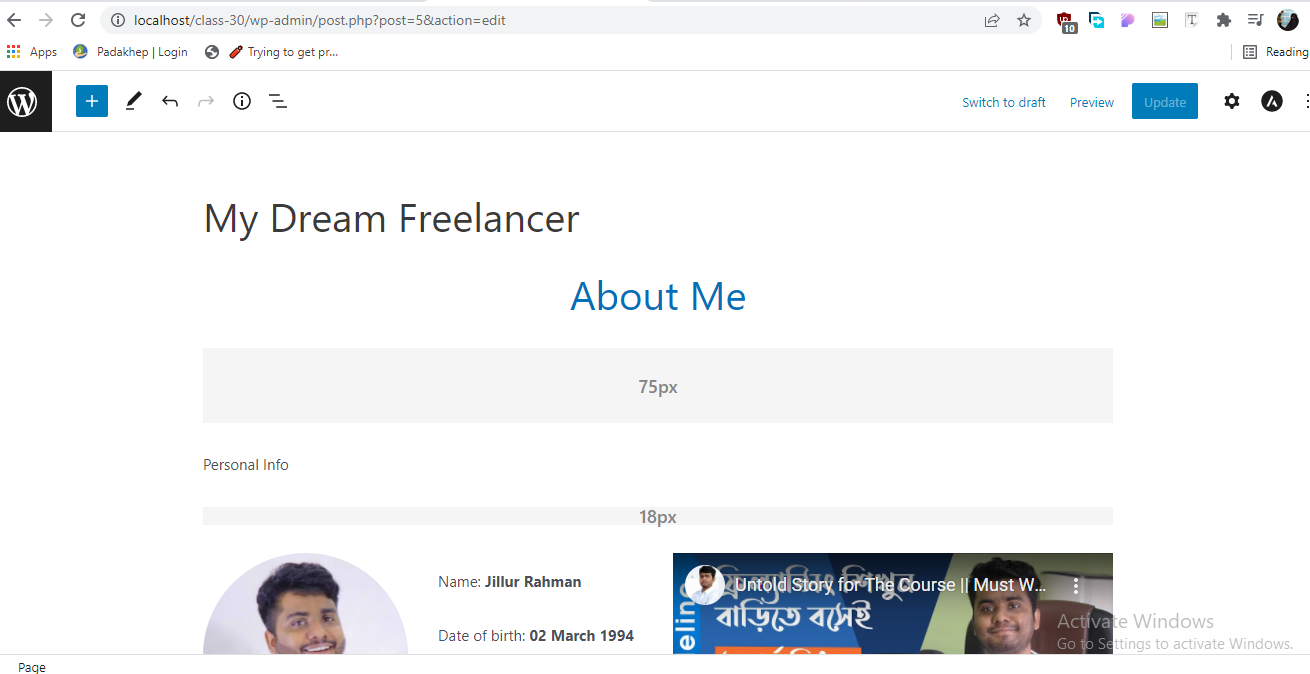 localhost/class-30/wp-admin/post.php?post=5&action=edit
10
Apps
Padakhep | Login
Trying to get pr...
Reading
Switch to draft
Preview
Update
My Dream Freelancer
About Me
75px
Personal Info
18px
Name: Jillur Rahman
Date of birth: 02 March 1994
Untold Story for The Course || Must W...
বাড়িতে বসেই
Activate Windows
Go to Settings to activate Windows.
Page